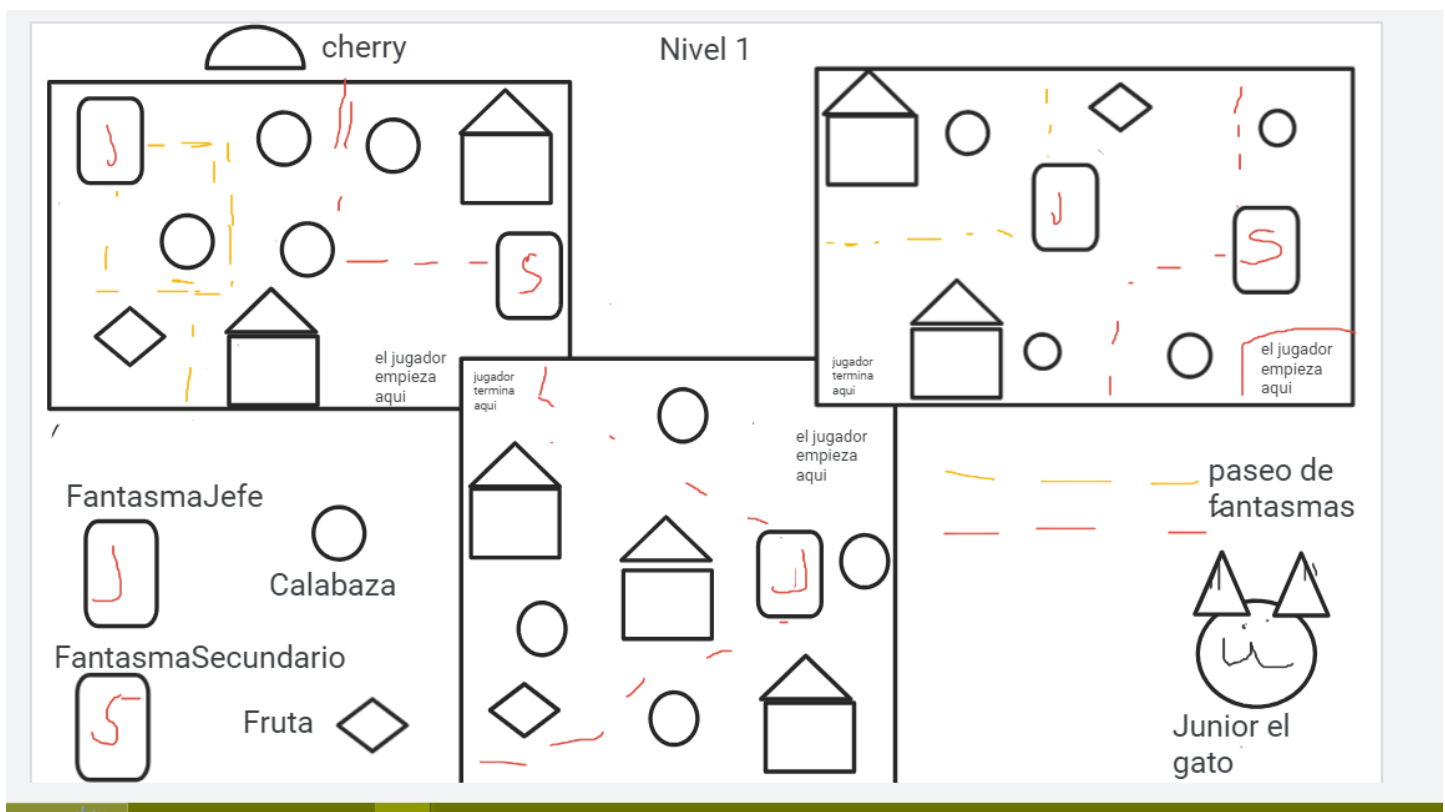 cherry
Nivel 1
J
S
el jugador
empieza
aqui
J
S
jugador
termina
aqui
el jugador
empieza
aqui
jugador
termina
aqui
el jugador
empieza
aqui
J
FantasmaJefe
J
Calabaza
FantasmaSecundario
S
Fruta
paseo de
fantasmas
Junior el
gato